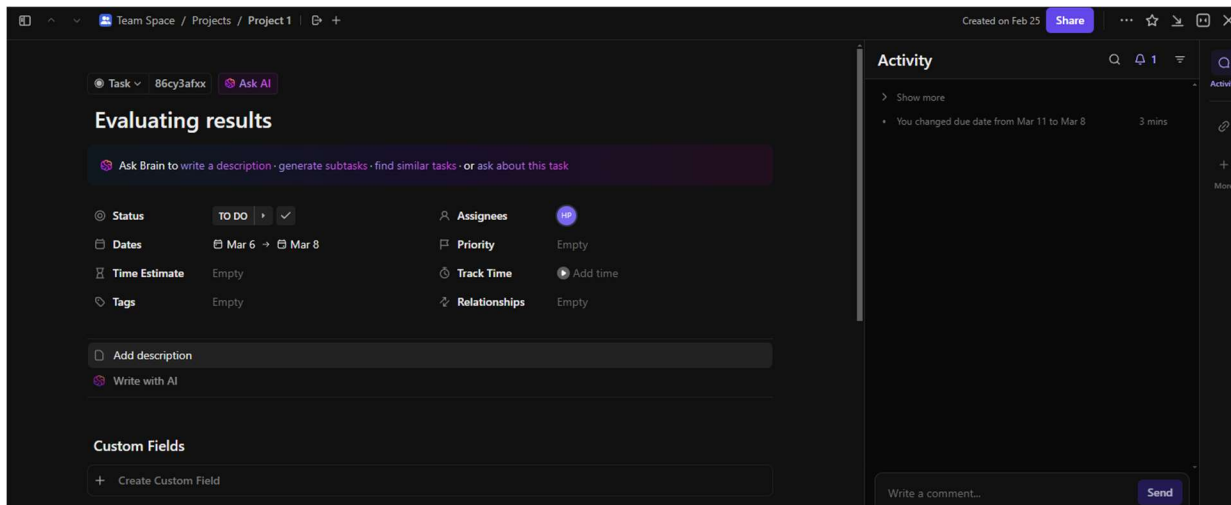 Team Space / Projects / Project 1
Created on Feb 25
Share
Task
86cy3afxx
Ask AI
Evaluating results
Ask Brain to write a description · generate subtasks · find similar tasks · or ask about this task
Status
TO DO
Assignees
HP
Dates
Mar 6 → Mar 8
Priority
Empty
Time Estimate
Empty
Track Time
Add time
Tags
Empty
Relationships
Empty
Add description
Write with AI
Custom Fields
+ Create Custom Field
Activity
1
Show more
• You changed due date from Mar 11 to Mar 8
3 mins
Write a comment...
Send
Activi
More